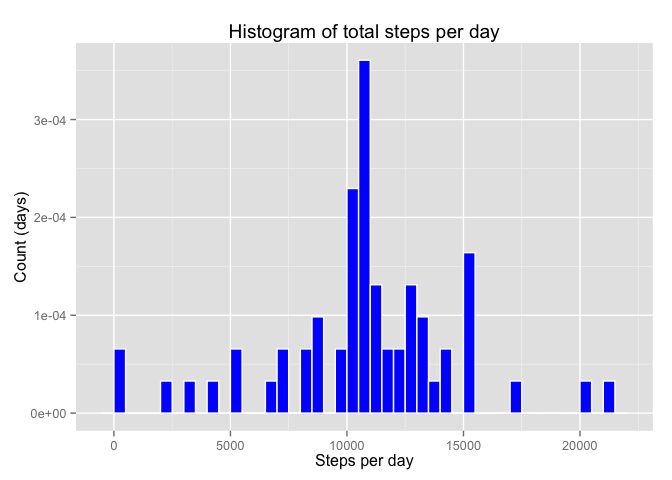 Histogram of total steps per day
Count (days)
3e-04
2e-04
1e-04
0e+00
0 5000 10000 15000 20000
Steps per day